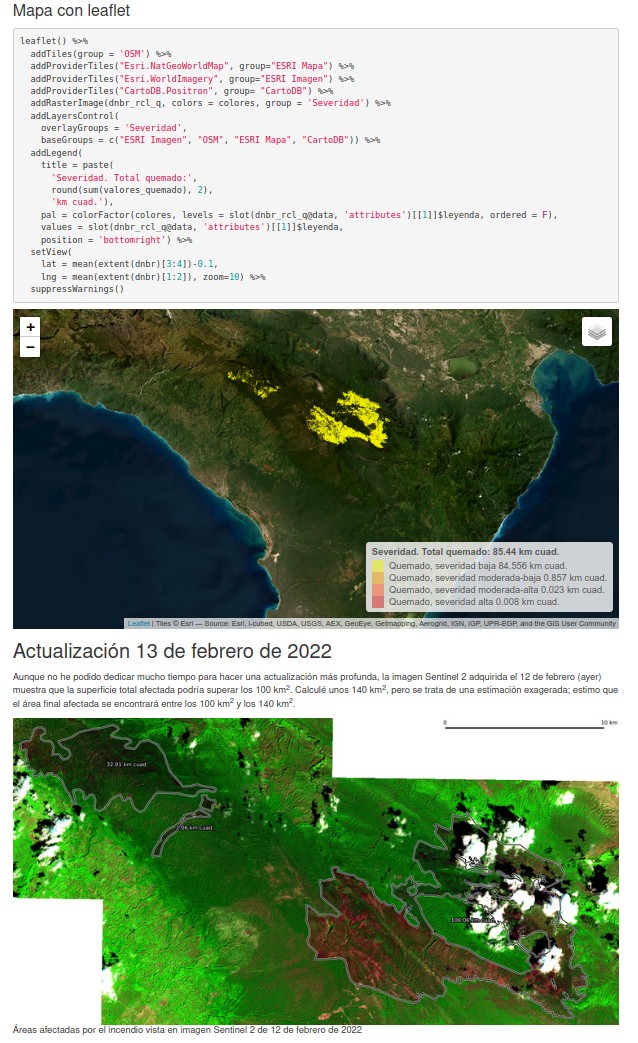 Mapa con leaflet
leaflet() %>%
addTiles(group = 'OSM') %>%
addProviderTiles("Esri.NatGeoWorldMap", group="ESRI Mapa") %>%
addProviderTiles("Esri.WorldImagery", group="ESRI Imagen") %>%
addProviderTiles("CartoDB.Positron", group= "CartoDB") %>%
addRasterImage(dnbr_rcl_q, colors = colores, group = 'Severidad') %>%
addLayersControl(
overlayGroups = 'Severidad',
baseGroups = c("ESRI Imagen", "OSM", "ESRI Mapa", "CartoDB")) %>%
addLegend(
title = paste(
'Severidad. Total quemado:',
round(sum(valores_quemado), 2),
'km cuad.'),
pal = colorFactor(colores, levels = slot(dnbr_rcl_q@data, 'attributes')[[1]]$leyenda, ordered = F),
values = slot(dnbr_rcl_q@data, 'attributes')[[1]]$leyenda,
position = 'bottomright') %>%
setView(
lat = mean(extent(dnbr)[3:4])-0.1,
lng = mean(extent(dnbr)[1:2]), zoom=10) %>%
suppressWarnings()
+
−
Severidad. Total quemado: 85.44 km cuad.
Quemado, severidad baja 84.556 km cuad.
Quemado, severidad moderada-baja 0.857 km cuad.
Quemado, severidad moderada-alta 0.023 km cuad.
Quemado, severidad alta 0.008 km cuad.
Leaflet | Tiles © Esri — Source: Esri, i-cubed, USDA, USGS, AEX, GeoEye, Getmapping, Aerogrid, IGN, IGP, UPR-EGP, and the GIS User Community
Actualización 13 de febrero de 2022
Aunque no he podido dedicar mucho tiempo para hacer una actualización más profunda, la imagen Sentinel 2 adquirida el 12 de febrero (ayer)
muestra que la superficie total afectada podría superar los 100 km². Calculé unos 140 km², pero se trata de una estimación exagerada; estimo que
el área final afectada se encontrará entre los 100 km² y los 140 km².
0 10 km
32.91 km cuad.
2.06 km cuad.
Áreas afectadas por el incendio vista en imagen Sentinel 2 de 12 de febrero de 2022